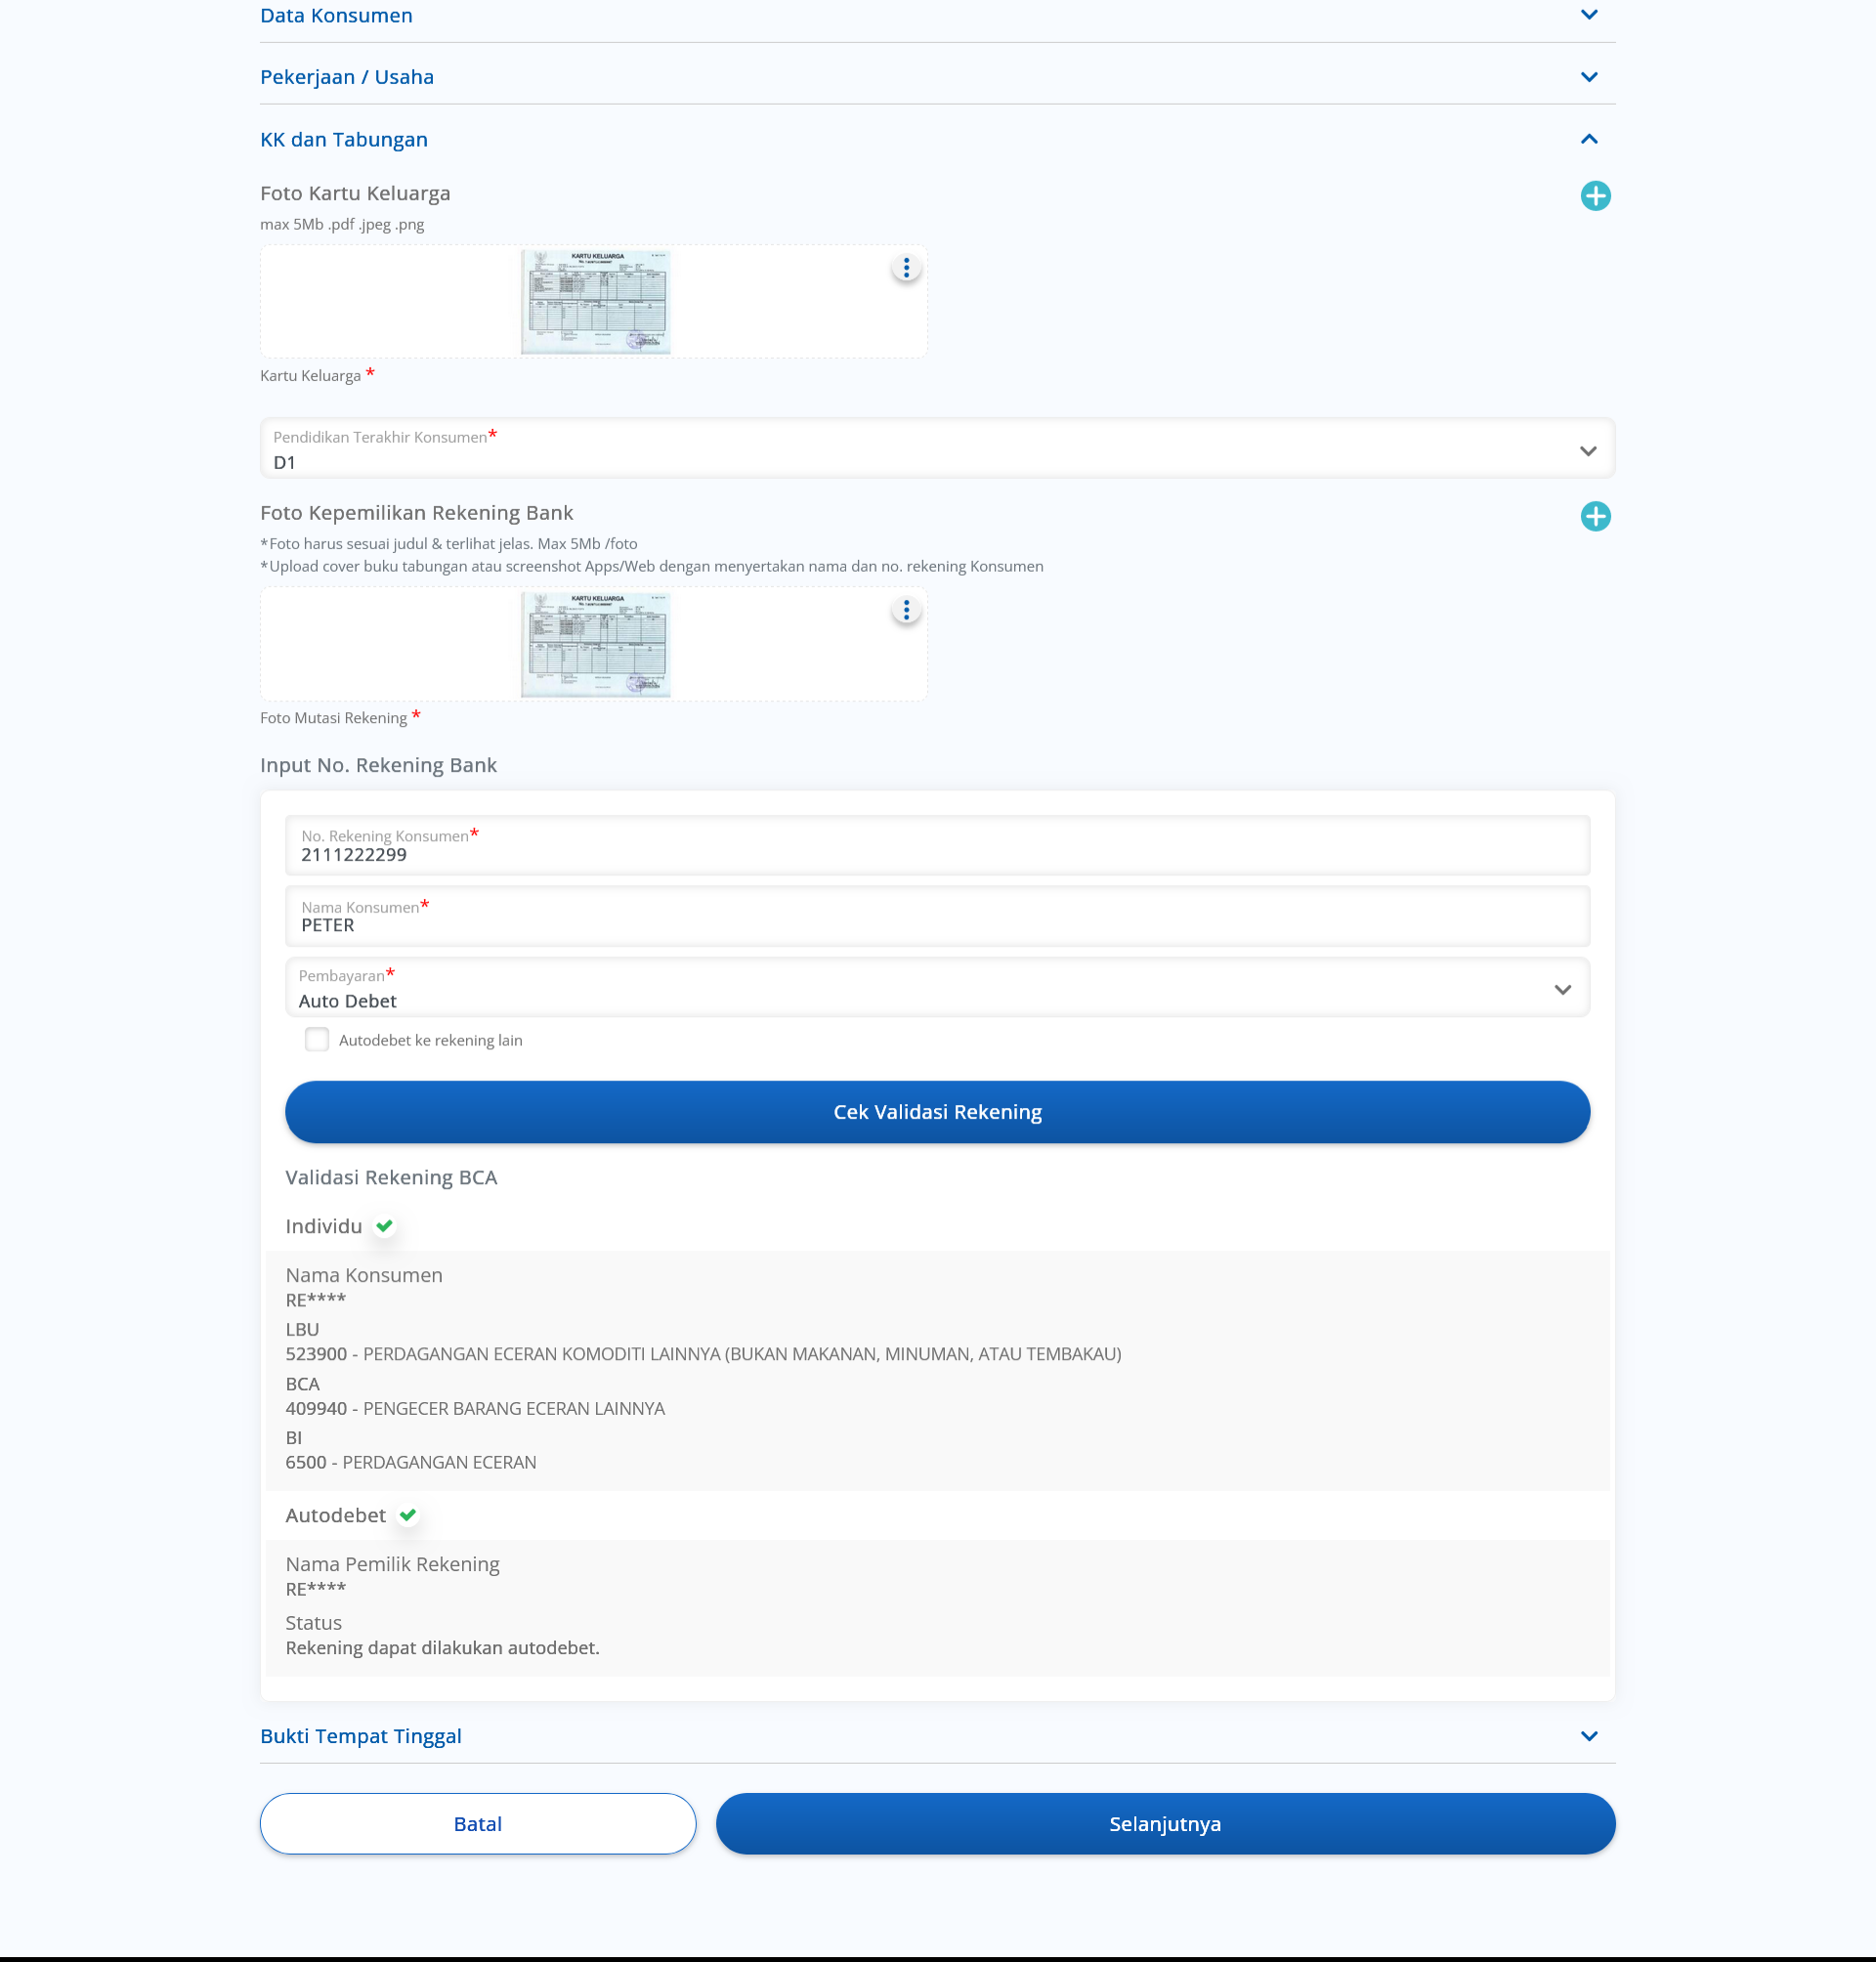 Data Konsumen
Pekerjaan / Usaha
KK dan Tabungan
Foto Kartu Keluarga
max 5Mb .pdf .jpeg .png
KARTU KELUARGA
Kartu Keluarga *
Pendidikan Terakhir Konsumen*
D1
Foto Kepemilikan Rekening Bank
*Foto harus sesuai judul & terlihat jelas. Max 5Mb /foto
*Upload cover buku tabungan atau screenshot Apps/Web dengan menyertakan nama dan no. rekening Konsumen
KARTU KELUARGA
Foto Mutasi Rekening *
Input No. Rekening Bank
No. Rekening Konsumen*
2111222299
Nama Konsumen*
PETER
Pembayaran*
Auto Debet
Autodebet ke rekening lain
Cek Validasi Rekening
Validasi Rekening BCA
Individu
Nama Konsumen
RE****
LBU
523900 - PERDAGANGAN ECERAN KOMODITI LAINNYA (BUKAN MAKANAN, MINUMAN, ATAU TEMBAKAU)
BCA
409940 - PENGECER BARANG ECERAN LAINNYA
BI
6500 - PERDAGANGAN ECERAN
Autodebet
Nama Pemilik Rekening
RE****
Status
Rekening dapat dilakukan autodebet.
Bukti Tempat Tinggal
Batal
Selanjutnya